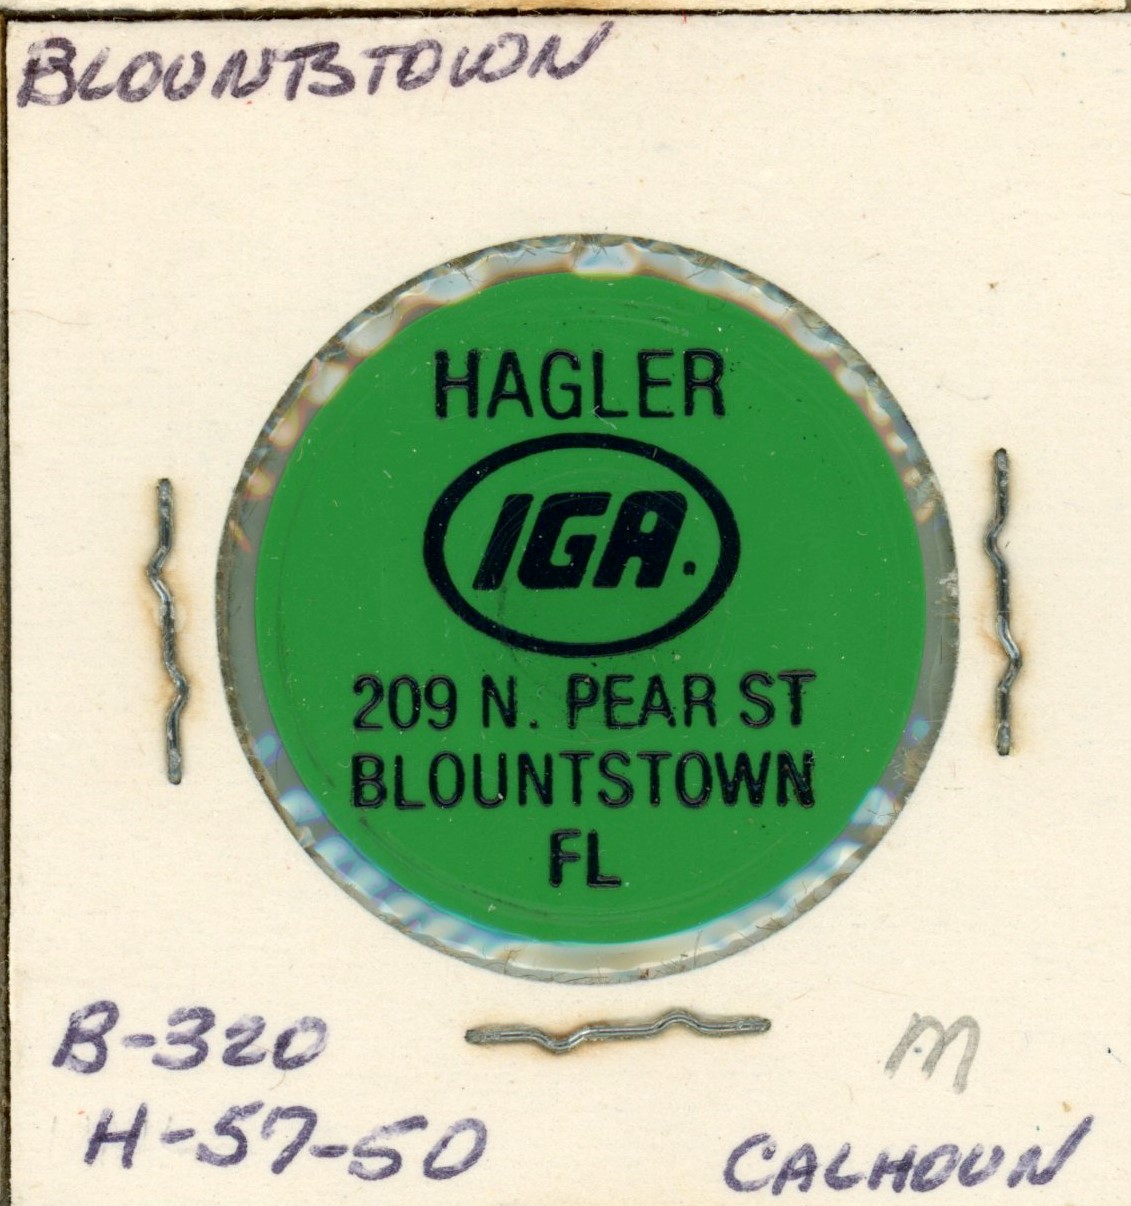 BLOUNTSTOWN
HAGLER
IGA.
209 N. PEAR ST
BLOUNTSTOWN
FL
B-320
M
H-57-50
CALHOUN